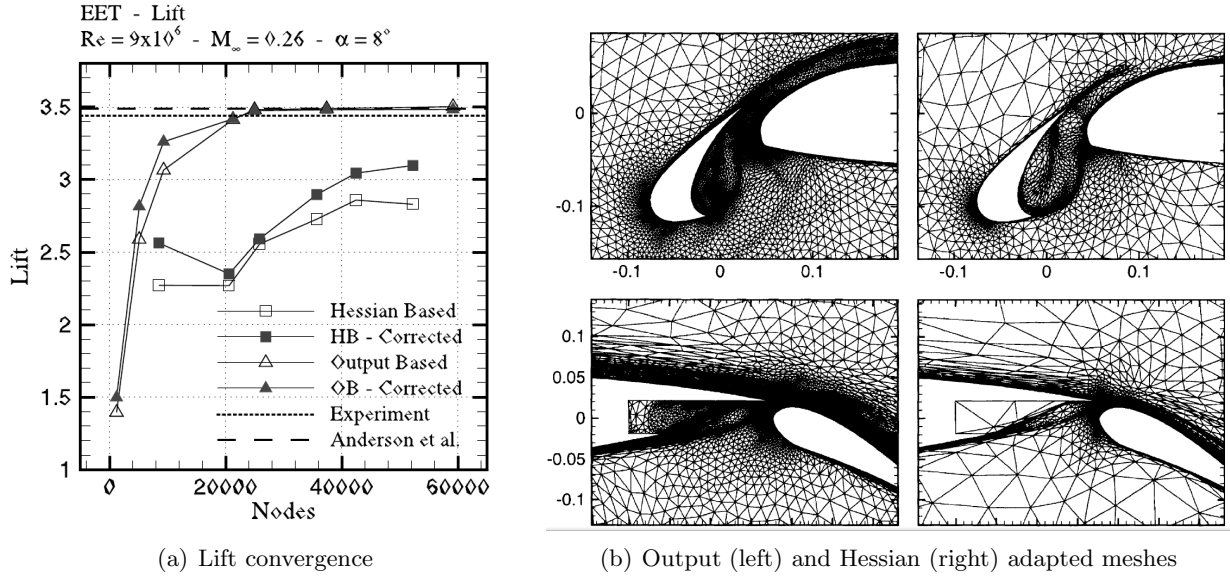 EET - Lift
Re = 9x10⁶ - M∞ = 0.26 - α = 8°
3.5
3
2.5
2
1.5
1
Lift
0
20000
40000
60000
Nodes
Hessian Based
HB - Corrected
Output Based
OB - Corrected
Experiment
Anderson et al.
0
-0.1
-0.1
0
0.1
-0.1
0
0.1
0.1
0.05
0
-0.05
-0.1
(a) Lift convergence
(b) Output (left) and Hessian (right) adapted meshes